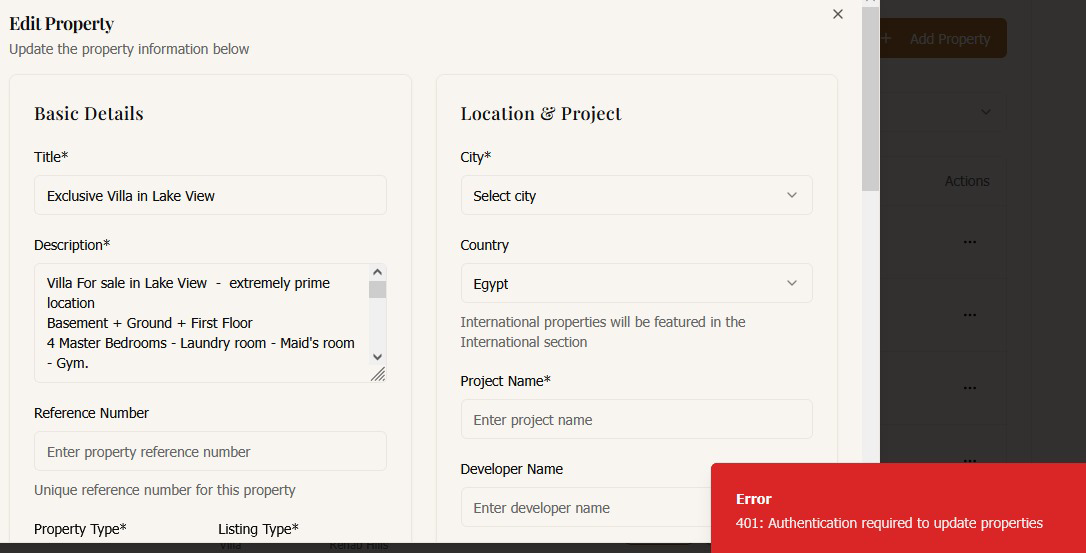 Edit Property
Update the property information below
Add Property
Actions
Basic Details
Title*
Exclusive Villa in Lake View
Description*
Villa For sale in Lake View - extremely prime
location
Basement + Ground + First Floor
4 Master Bedrooms - Laundry room - Maid's room
- Gym.
Reference Number
Enter property reference number
Unique reference number for this property
Property Type*
Listing Type*
Location & Project
City*
Select city
Country
Egypt
International properties will be featured in the
International section
Project Name*
Enter project name
Developer Name
Enter developer name
Villa
Rehab Hills
Error
401: Authentication required to update properties